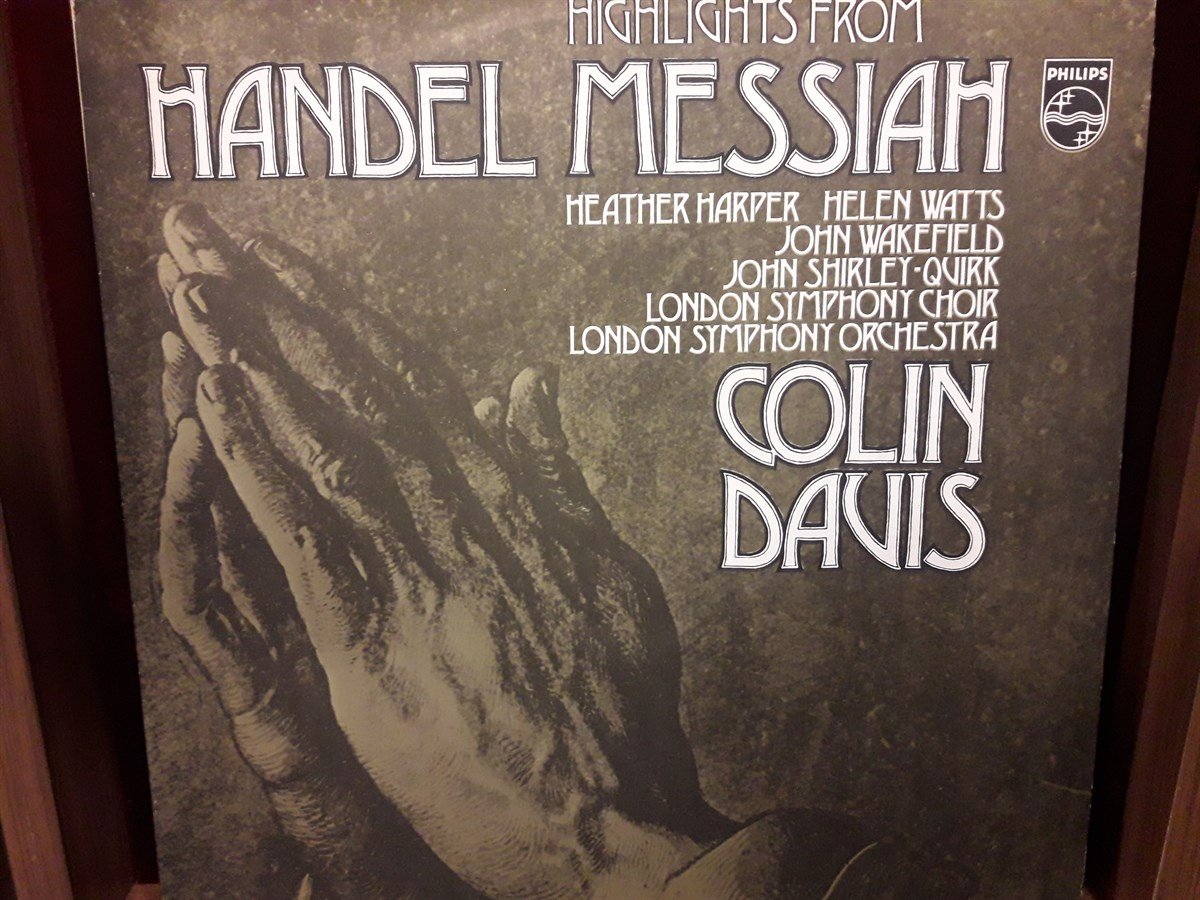 HIGHLIGHTS FROM
HANDEL MESSIAH
PHILIPS
HEATHER HARPER HELEN WATTS
JOHN WAKEFIELD
JOHN SHIRLEY-QUIRK
LONDON SYMPHONY CHOIR
LONDON SYMPHONY ORCHESTRA
COLIN
DAVIS